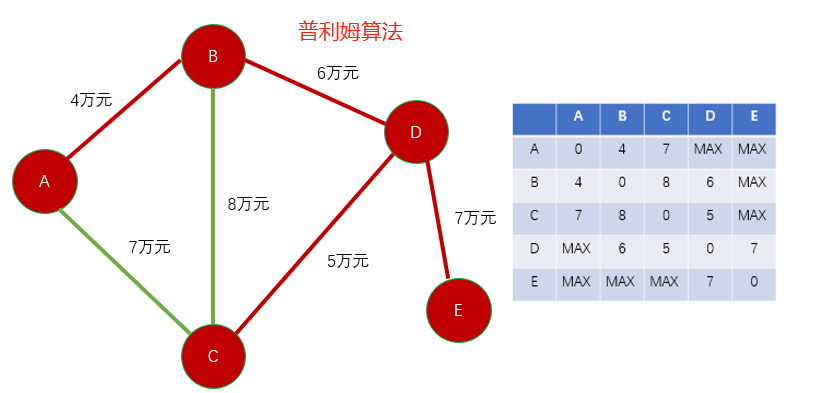 普利姆算法
B
6万元
4万元
D
A
8万元
7万元
7万元
5万元
E
C
A B C D E
A 0 4 7 MAX MAX
B 4 0 8 6 MAX
C 7 8 0 5 MAX
D MAX 6 5 0 7
E MAX MAX MAX 7 0